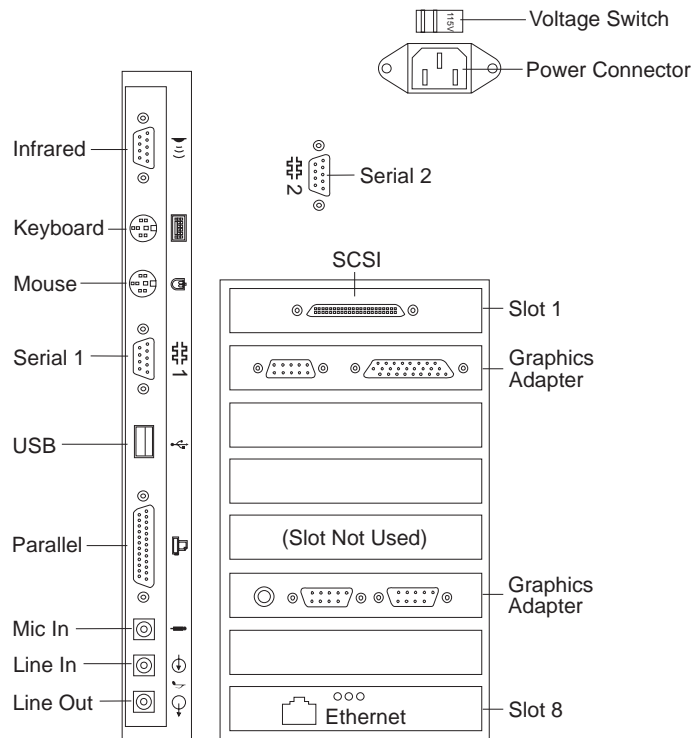 115V
Voltage Switch
Power Connector
Infrared
2
Serial 2
Keyboard
Mouse
SCSI
Slot 1
Serial 1
1
Graphics
Adapter
USB
Parallel
(Slot Not Used)
Graphics
Adapter
Mic In
Line In
Line Out
Ethernet
Slot 8